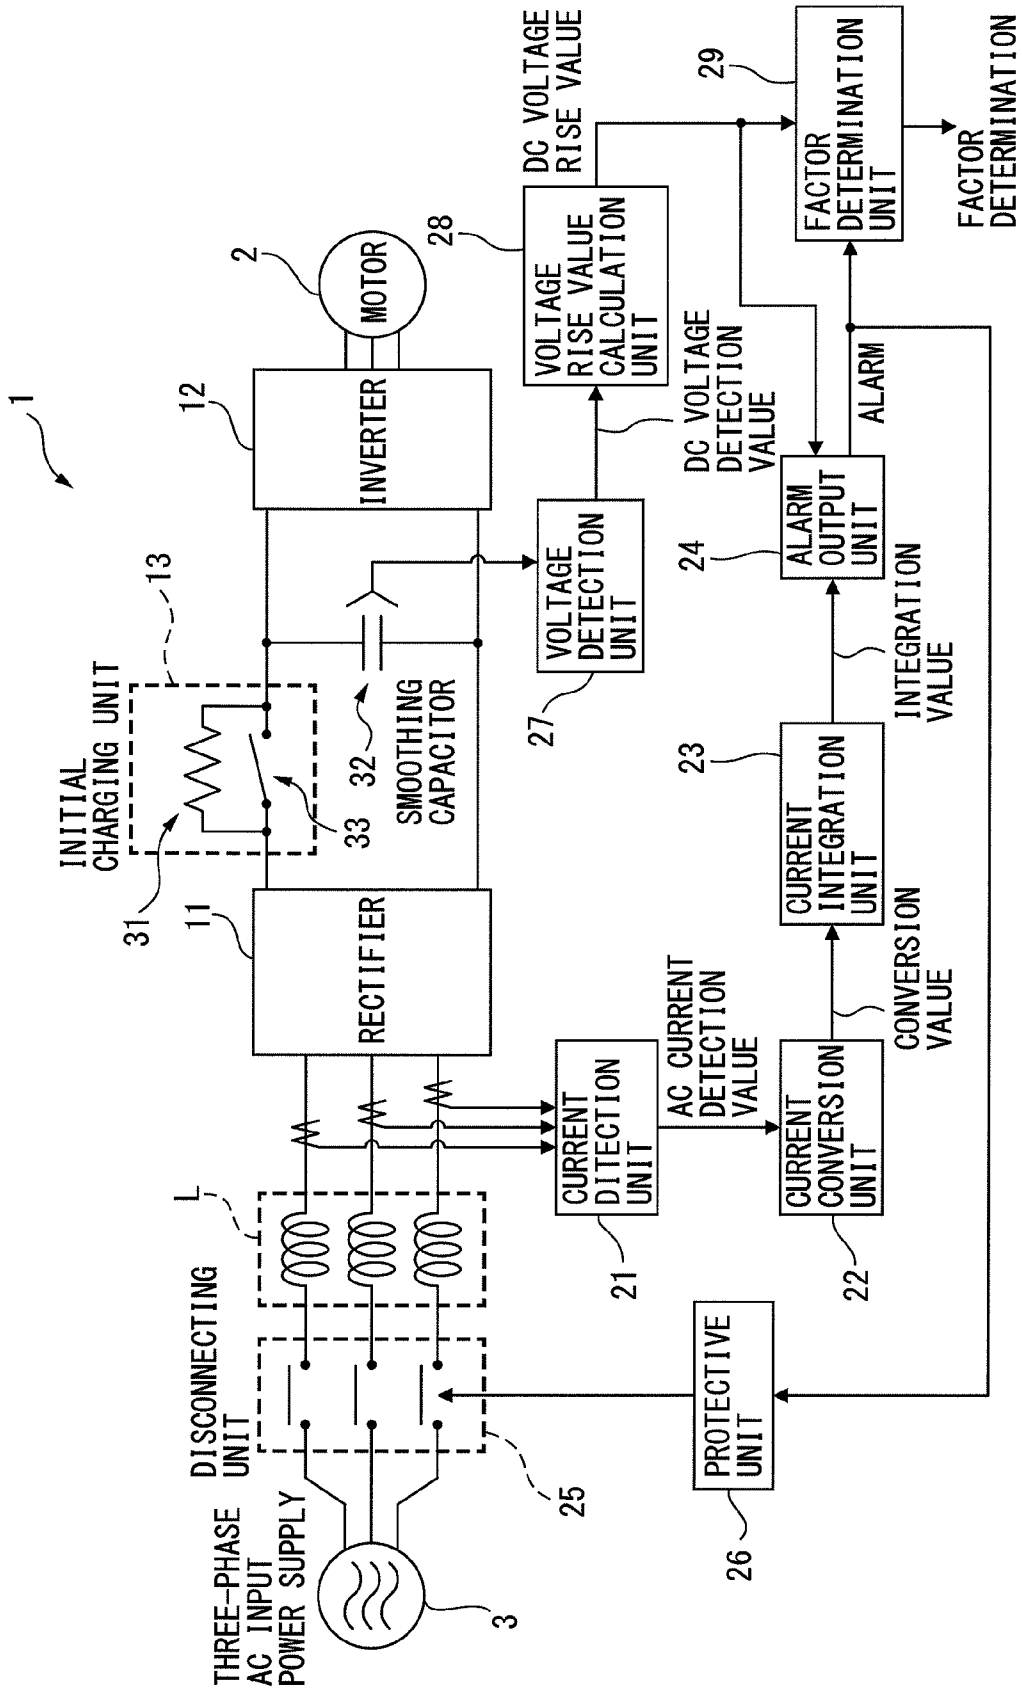 1
THREE-PHASE
AC INPUT
POWER SUPPLY
3
DISCONNECTING
UNIT
25
L
11
RECTIFIER
INITIAL
CHARGING UNIT
13
31
33
32
SMOOTHING
CAPACITOR
12
INVERTER
2
MOTOR
21
CURRENT
DITECTION
UNIT
AC CURRENT
DETECTION
VALUE
27
VOLTAGE
DETECTION
UNIT
DC VOLTAGE
DETECTION
VALUE
28
VOLTAGE
RISE VALUE
CALCULATION
UNIT
DC VOLTAGE
RISE VALUE
26
PROTECTIVE
UNIT
22
CURRENT
CONVERSION
UNIT
CONVERSION
VALUE
23
CURRENT
INTEGRATION
UNIT
INTEGRATION
VALUE
24
ALARM
OUTPUT
UNIT
ALARM
29
FACTOR
DETERMINATION
UNIT
FACTOR
DETERMINATION